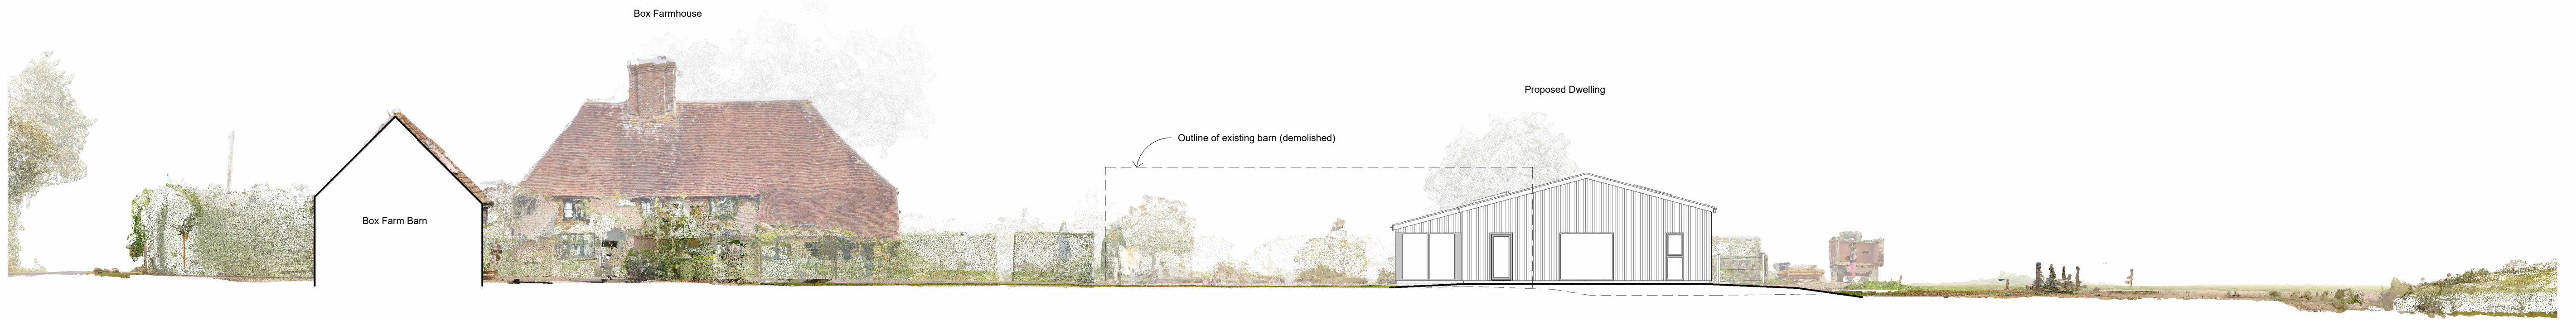 Box Farmhouse
Proposed Dwelling
Outline of existing barn (demolished)
Box Farm Barn